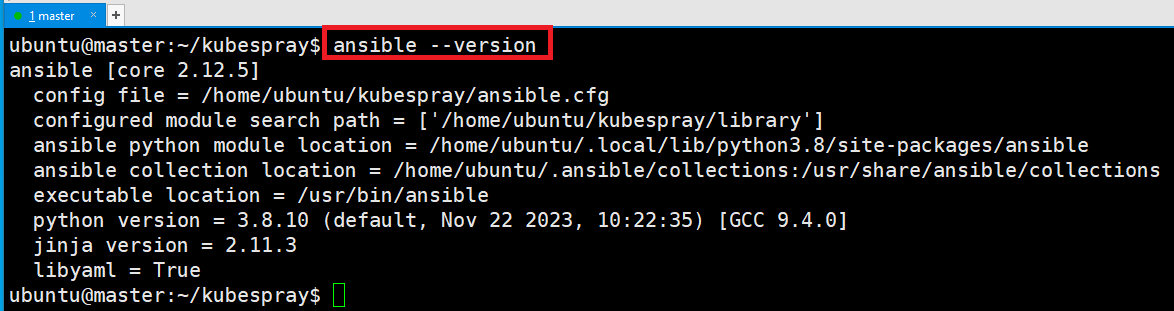 1 master × +
ubuntu@master:~/kubespray$ ansible --version
ansible [core 2.12.5]
  config file = /home/ubuntu/kubespray/ansible.cfg
  configured module search path = ['/home/ubuntu/kubespray/library']
  ansible python module location = /home/ubuntu/.local/lib/python3.8/site-packages/ansible
  ansible collection location = /home/ubuntu/.ansible/collections:/usr/share/ansible/collections
  executable location = /usr/bin/ansible
  python version = 3.8.10 (default, Nov 22 2023, 10:22:35) [GCC 9.4.0]
  jinja version = 2.11.3
  libyaml = True
ubuntu@master:~/kubespray$